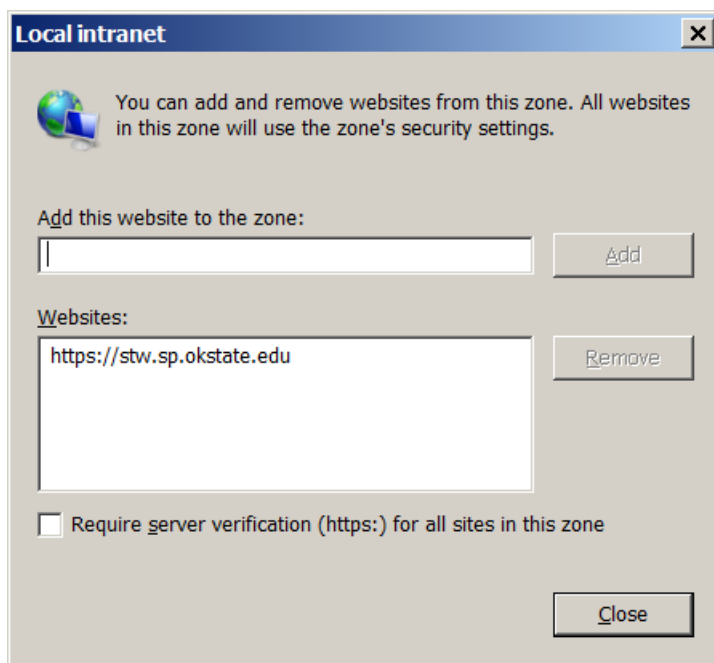 Local intranet
You can add and remove websites from this zone. All websites
in this zone will use the zone's security settings.
Add this website to the zone:
Add
Websites:
https://stw.sp.okstate.edu
Remove
Require server verification (https:) for all sites in this zone
Close